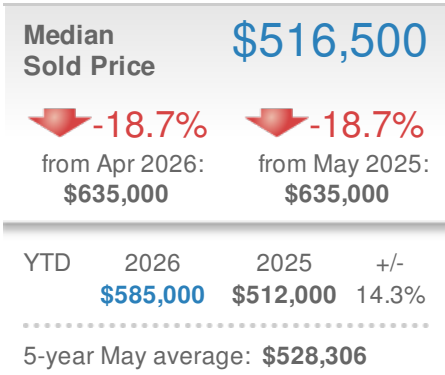 Median $516,500
Sold Price
-18.7% -18.7%
from Apr 2026: from May 2025:
$635,000 $635,000
YTD 2026 2025 +/-
$585,000 $512,000 14.3%
5-year May average: $528,306